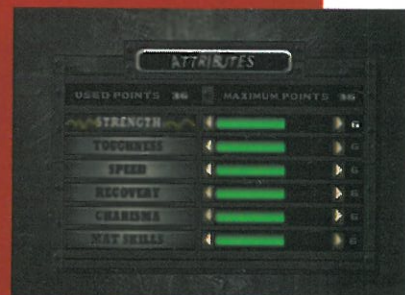 ATTRIBUTES
USED POINTS 36 MAXIMUM POINTS 36
STRENGTH 6
TOUGHNESS 6
SPEED 6
RECOVERY 6
CHARISMA 6
MAT SKILLS 6